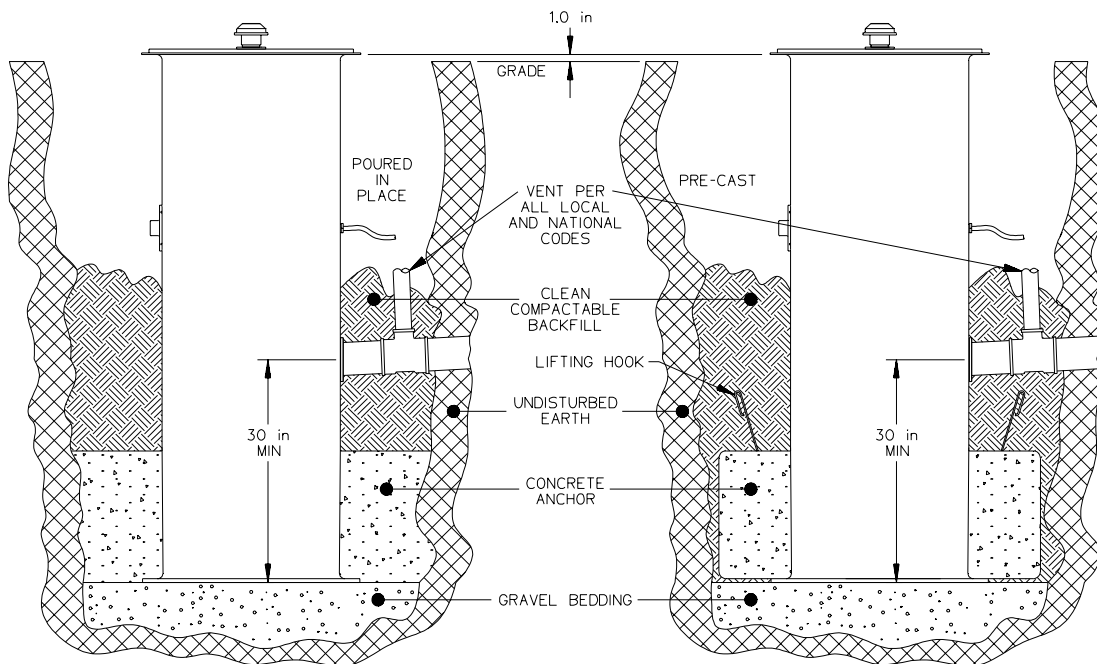 1.0 in
GRADE
POURED
IN
PLACE
PRE-CAST
VENT PER
ALL LOCAL
AND NATIONAL
CODES
CLEAN
COMPACTABLE
BACKFILL
LIFTING HOOK
UNDISTURBED
EARTH
30 in
MIN
30 in
MIN
CONCRETE
ANCHOR
GRAVEL BEDDING